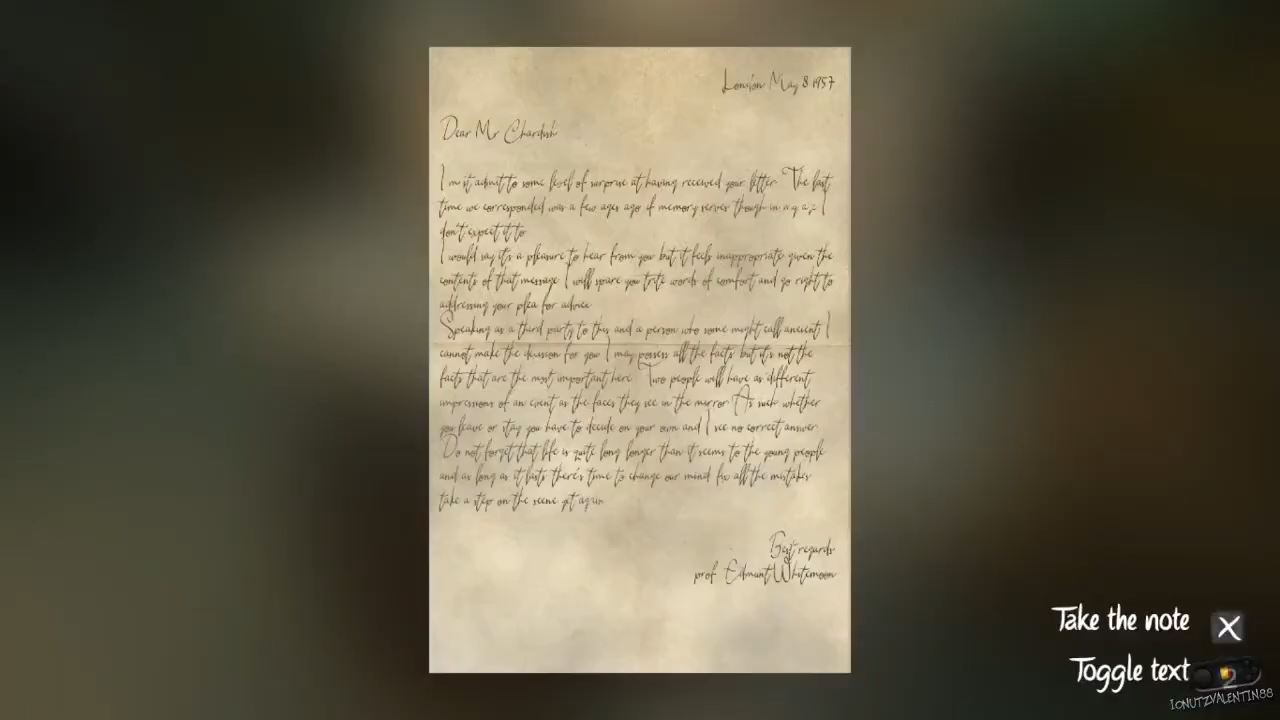 London May 8 1957
Dear Mr Chardish
I must admit to some level of surprise at having received your letter The last
time we corresponded was a few ages ago if memory serves though in my age I
don't expect it to
I would say it's a pleasure to hear from you but it feels inappropriate given the
contents of that message I will spare you trite words of comfort and go right to
addressing your plea for advice
Speaking as a third party to this and a person who some might call ancient I
cannot make the decision for you I may possess all the facts but it's not the
facts that are the most important here Two people will have as different
impressions of an event as the faces they see in the mirror As such whether
you leave or stay you have to decide on your own and I see no correct answer
Do not forget that life is quite long longer than it seems to the young people
and as long as it lasts there's time to change our mind fix all the mistakes
take a step on the scene yet again
Best regards
prof Edmunt Whitemoon
Take the note X
Toggle text
IONUTZVALENTIN88